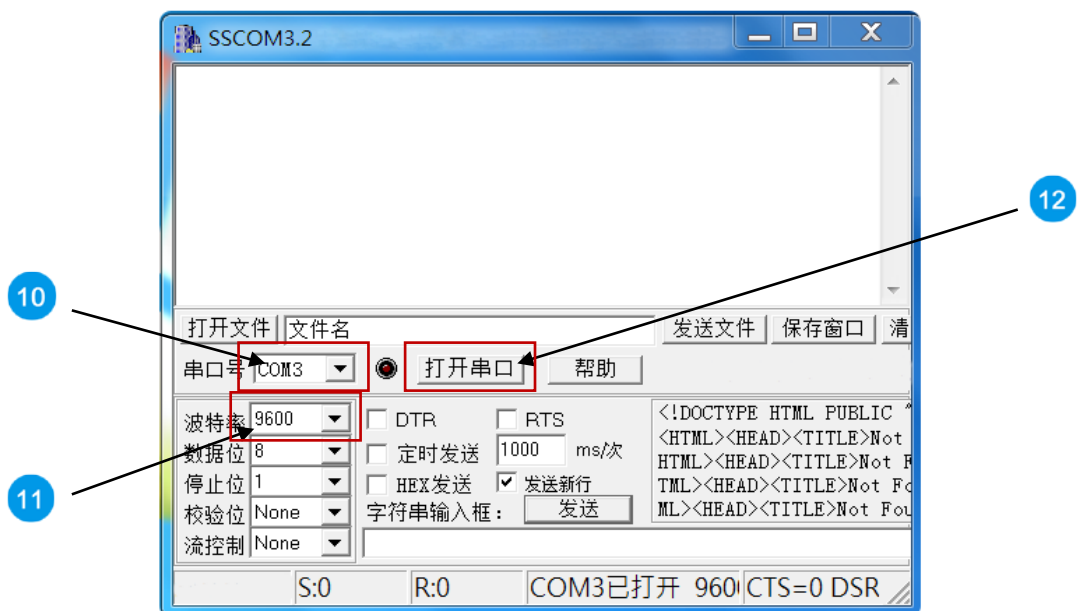 SSCOM3.2
12
10
打开文件 文件名 发送文件 保存窗口 清
串口号 COM3 打开串口 帮助
波特率 9600 DTR RTS
数据位 8 定时发送 1000 ms/次
停止位 1 HEX发送 发送新行
校验位 None 字符串输入框： 发送
流控制 None
<!DOCTYPE HTML PUBLIC "
<HTML><HEAD><TITLE>Not
HTML><HEAD><TITLE>Not F
TML><HEAD><TITLE>Not Fo
ML><HEAD><TITLE>Not Fou
11
S:0 R:0 COM3已打开 960 CTS=0 DSR